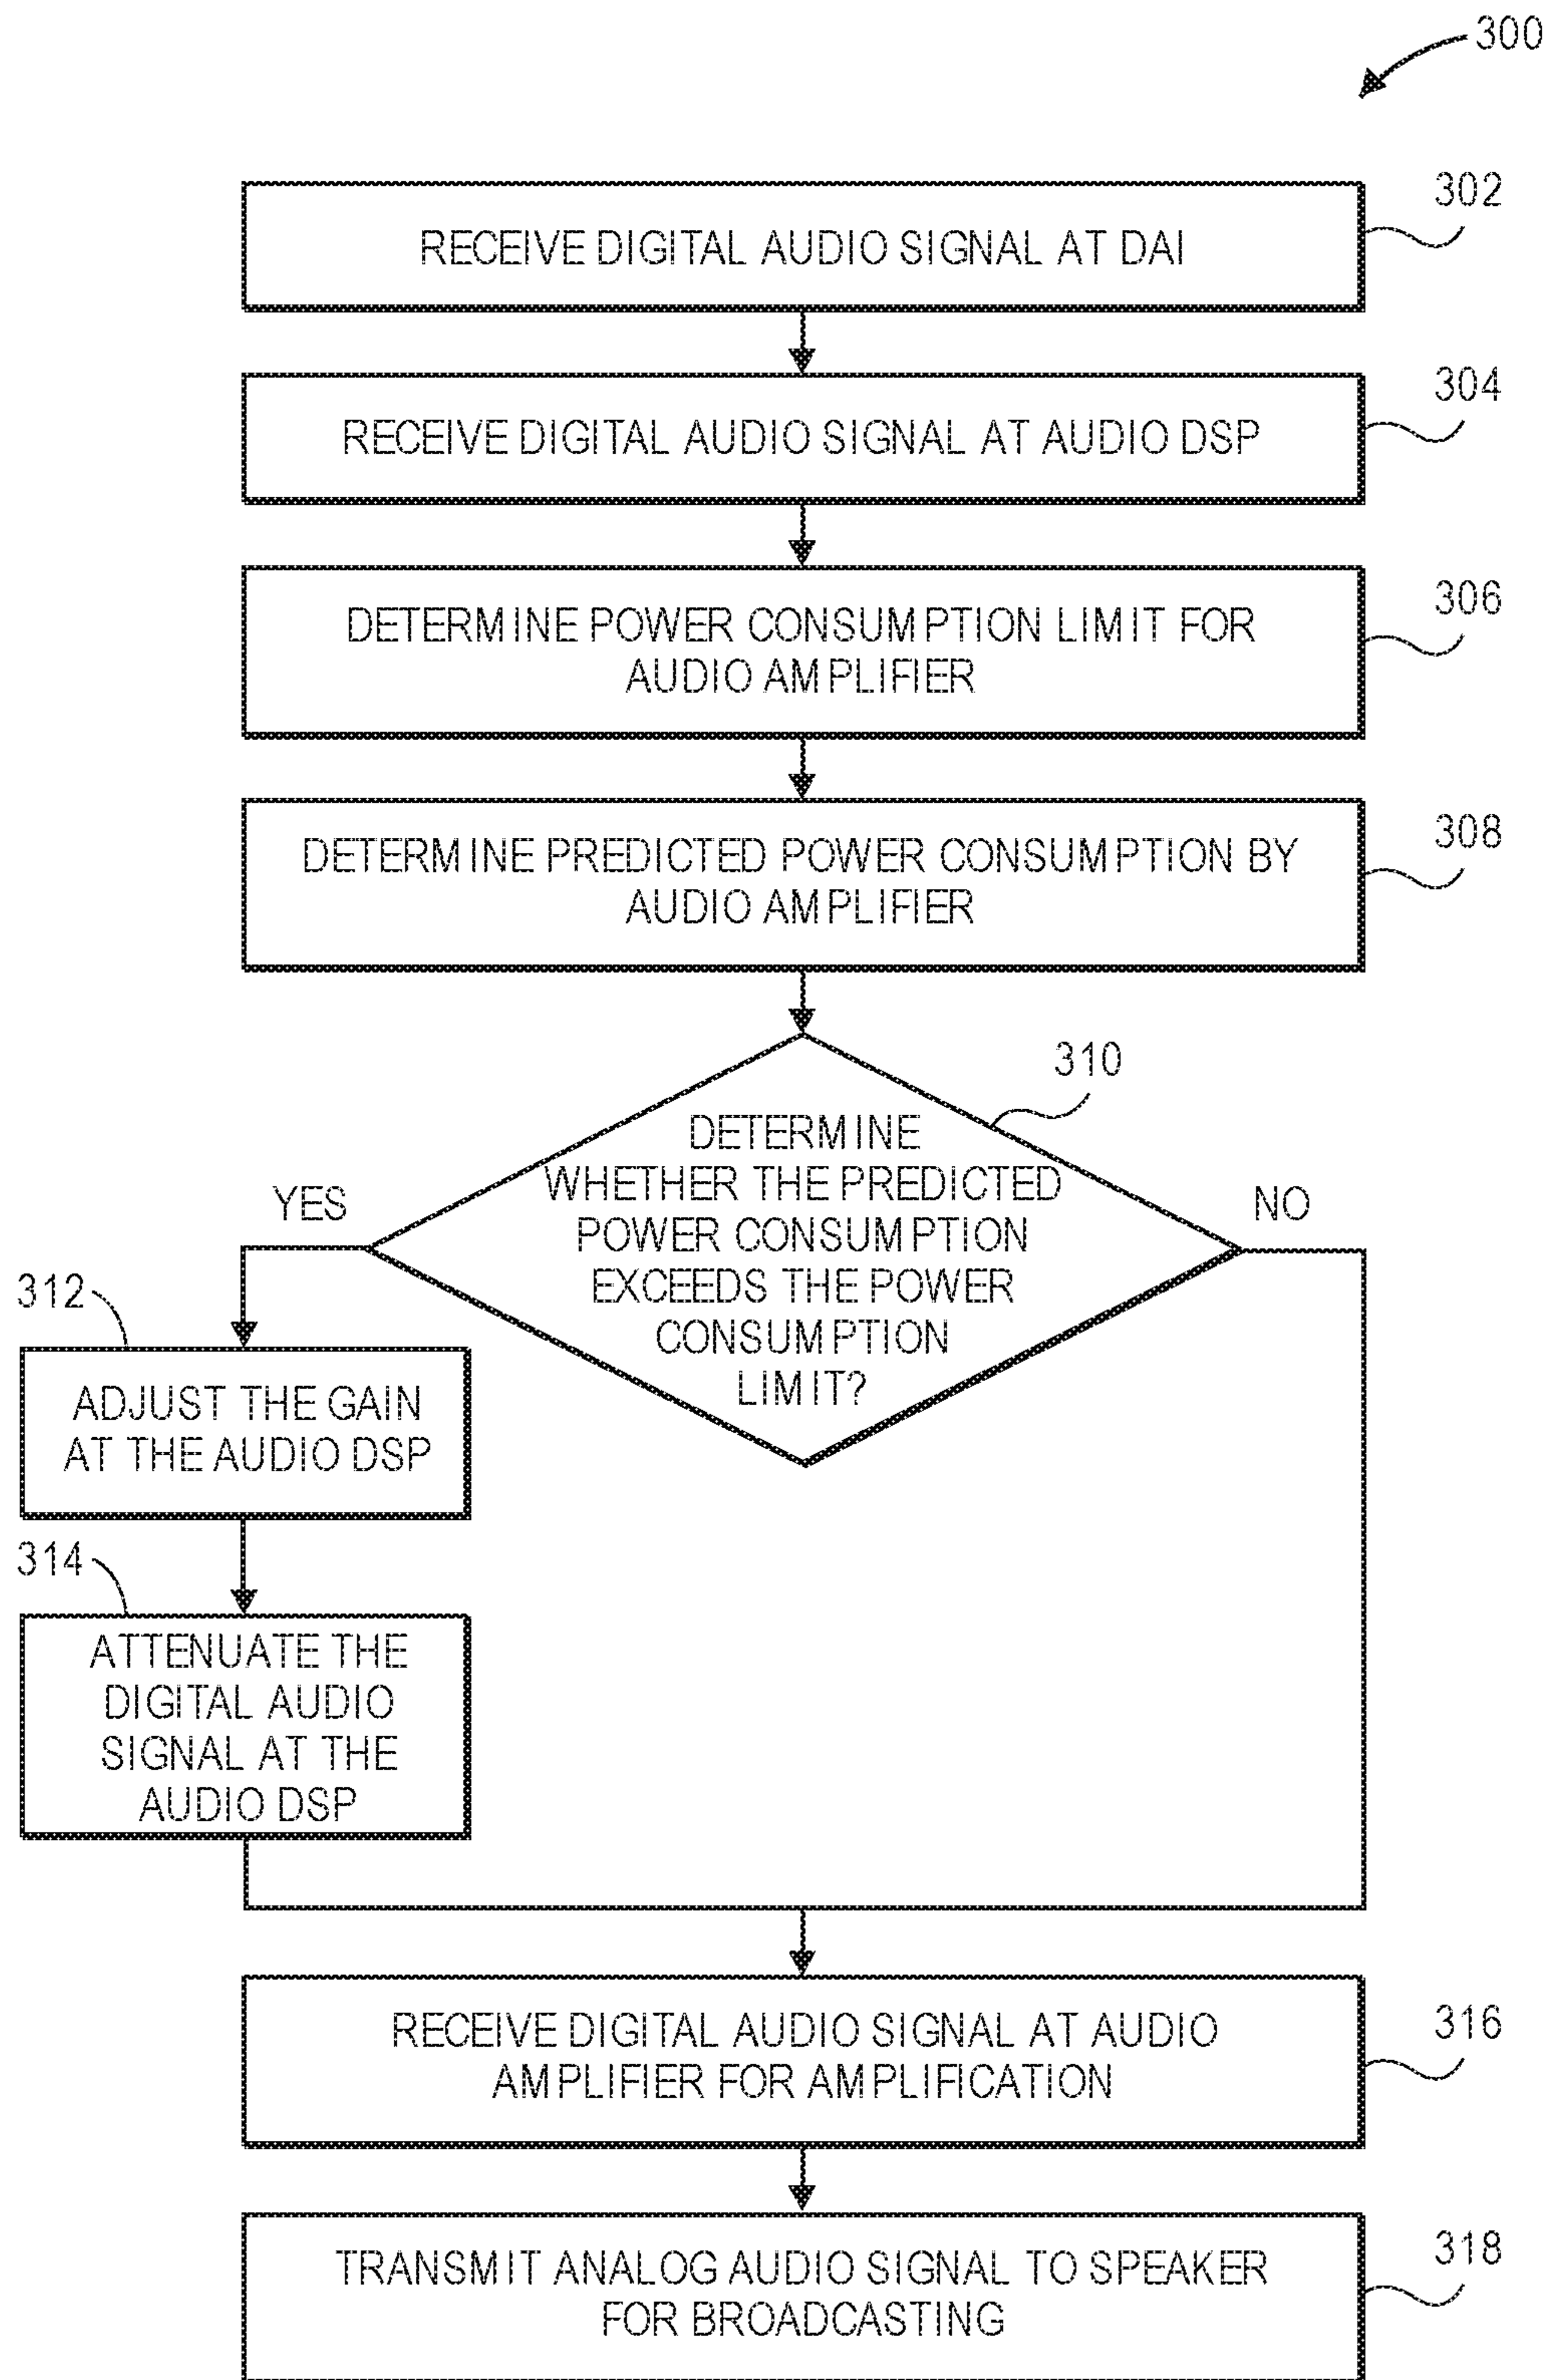 300
302
RECEIVE DIGITAL AUDIO SIGNAL AT DAI
304
RECEIVE DIGITAL AUDIO SIGNAL AT AUDIO DSP
306
DETERMINE POWER CONSUMPTION LIMIT FOR
AUDIO AMPLIFIER
308
DETERMINE PREDICTED POWER CONSUMPTION BY
AUDIO AMPLIFIER
310
DETERMINE
WHETHER THE PREDICTED
POWER CONSUMPTION
EXCEEDS THE POWER
CONSUMPTION
LIMIT?
YES
NO
312
ADJUST THE GAIN
AT THE AUDIO DSP
314
ATTENUATE THE
DIGITAL AUDIO
SIGNAL AT THE
AUDIO DSP
316
RECEIVE DIGITAL AUDIO SIGNAL AT AUDIO
AMPLIFIER FOR AMPLIFICATION
318
TRANSMIT ANALOG AUDIO SIGNAL TO SPEAKER
FOR BROADCASTING